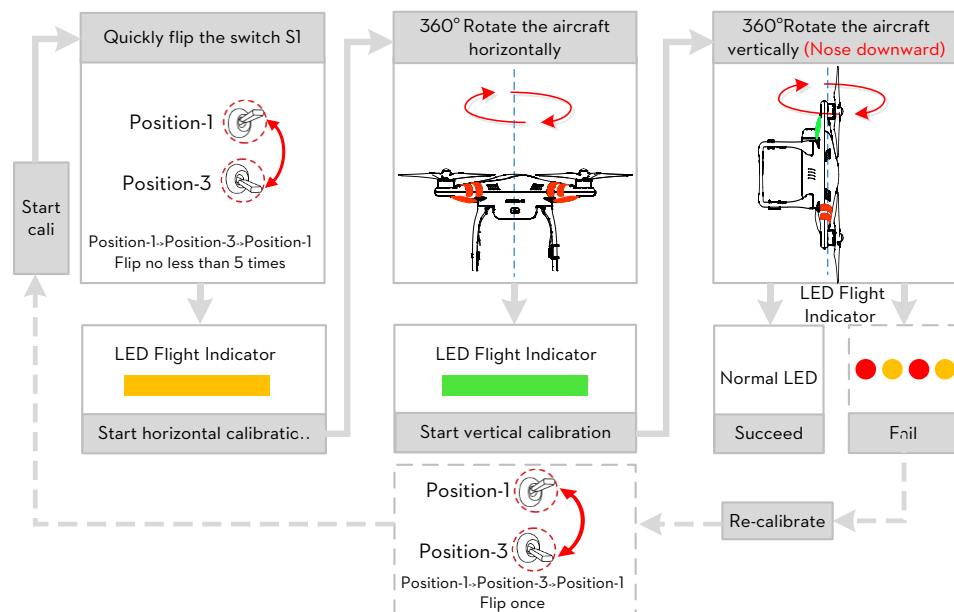 Start
cali
Quickly flip the switch S1
Position-1
Position-3
Position-1->Position-3->Position-1
Flip no less than 5 times
LED Flight Indicator
Start horizontal calibratic..
360° Rotate the aircraft
horizontally
LED Flight Indicator
Start vertical calibration
360°Rotate the aircraft
vertically (Nose downward)
LED Flight
Indicator
Normal LED
Succeed
Fail
Re-calibrate
Position-1
Position-3
Position-1->Position-3->Position-1
Flip once